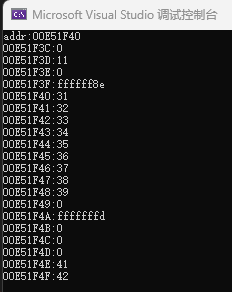 Microsoft Visual Studio 调试控制台
addr:00E51F40
00E51F3C:0
00E51F3D:11
00E51F3E:0
00E51F3F:ffffff8e
00E51F40:31
00E51F41:32
00E51F42:33
00E51F43:34
00E51F44:35
00E51F45:36
00E51F46:37
00E51F47:38
00E51F48:39
00E51F49:0
00E51F4A:fffffffd
00E51F4B:0
00E51F4C:0
00E51F4D:0
00E51F4E:41
00E51F4F:42